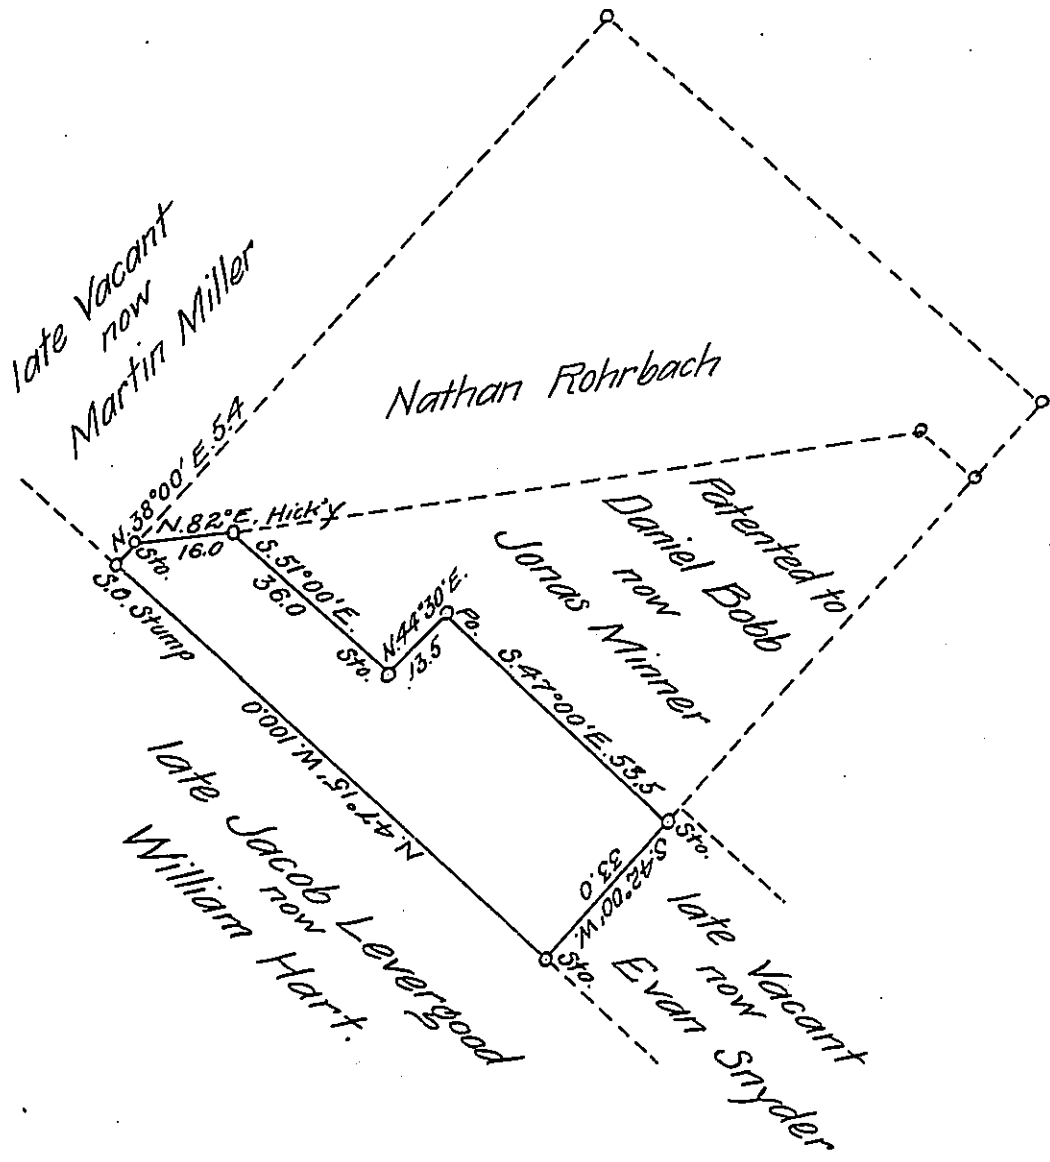 late Vacant
now
Martin Miller
Nathan Rohrbach
Patented to
Daniel Bobb
now
Jonas Minner
N.38°00' E.5.4
N.82°E. Hick'y
16.0
Sto.
S.O. Stump
S.51°00'E.
36.0
Sto.
N.44°30'E.
13.5
Po.
S.47°00'E.53.5
Sto.
S.42°00'W.
33.0
Sto.
N.47°15'W.100.0
late Jacob Levergood
now
William Hart.
late Vacant
now
Evan Snyder